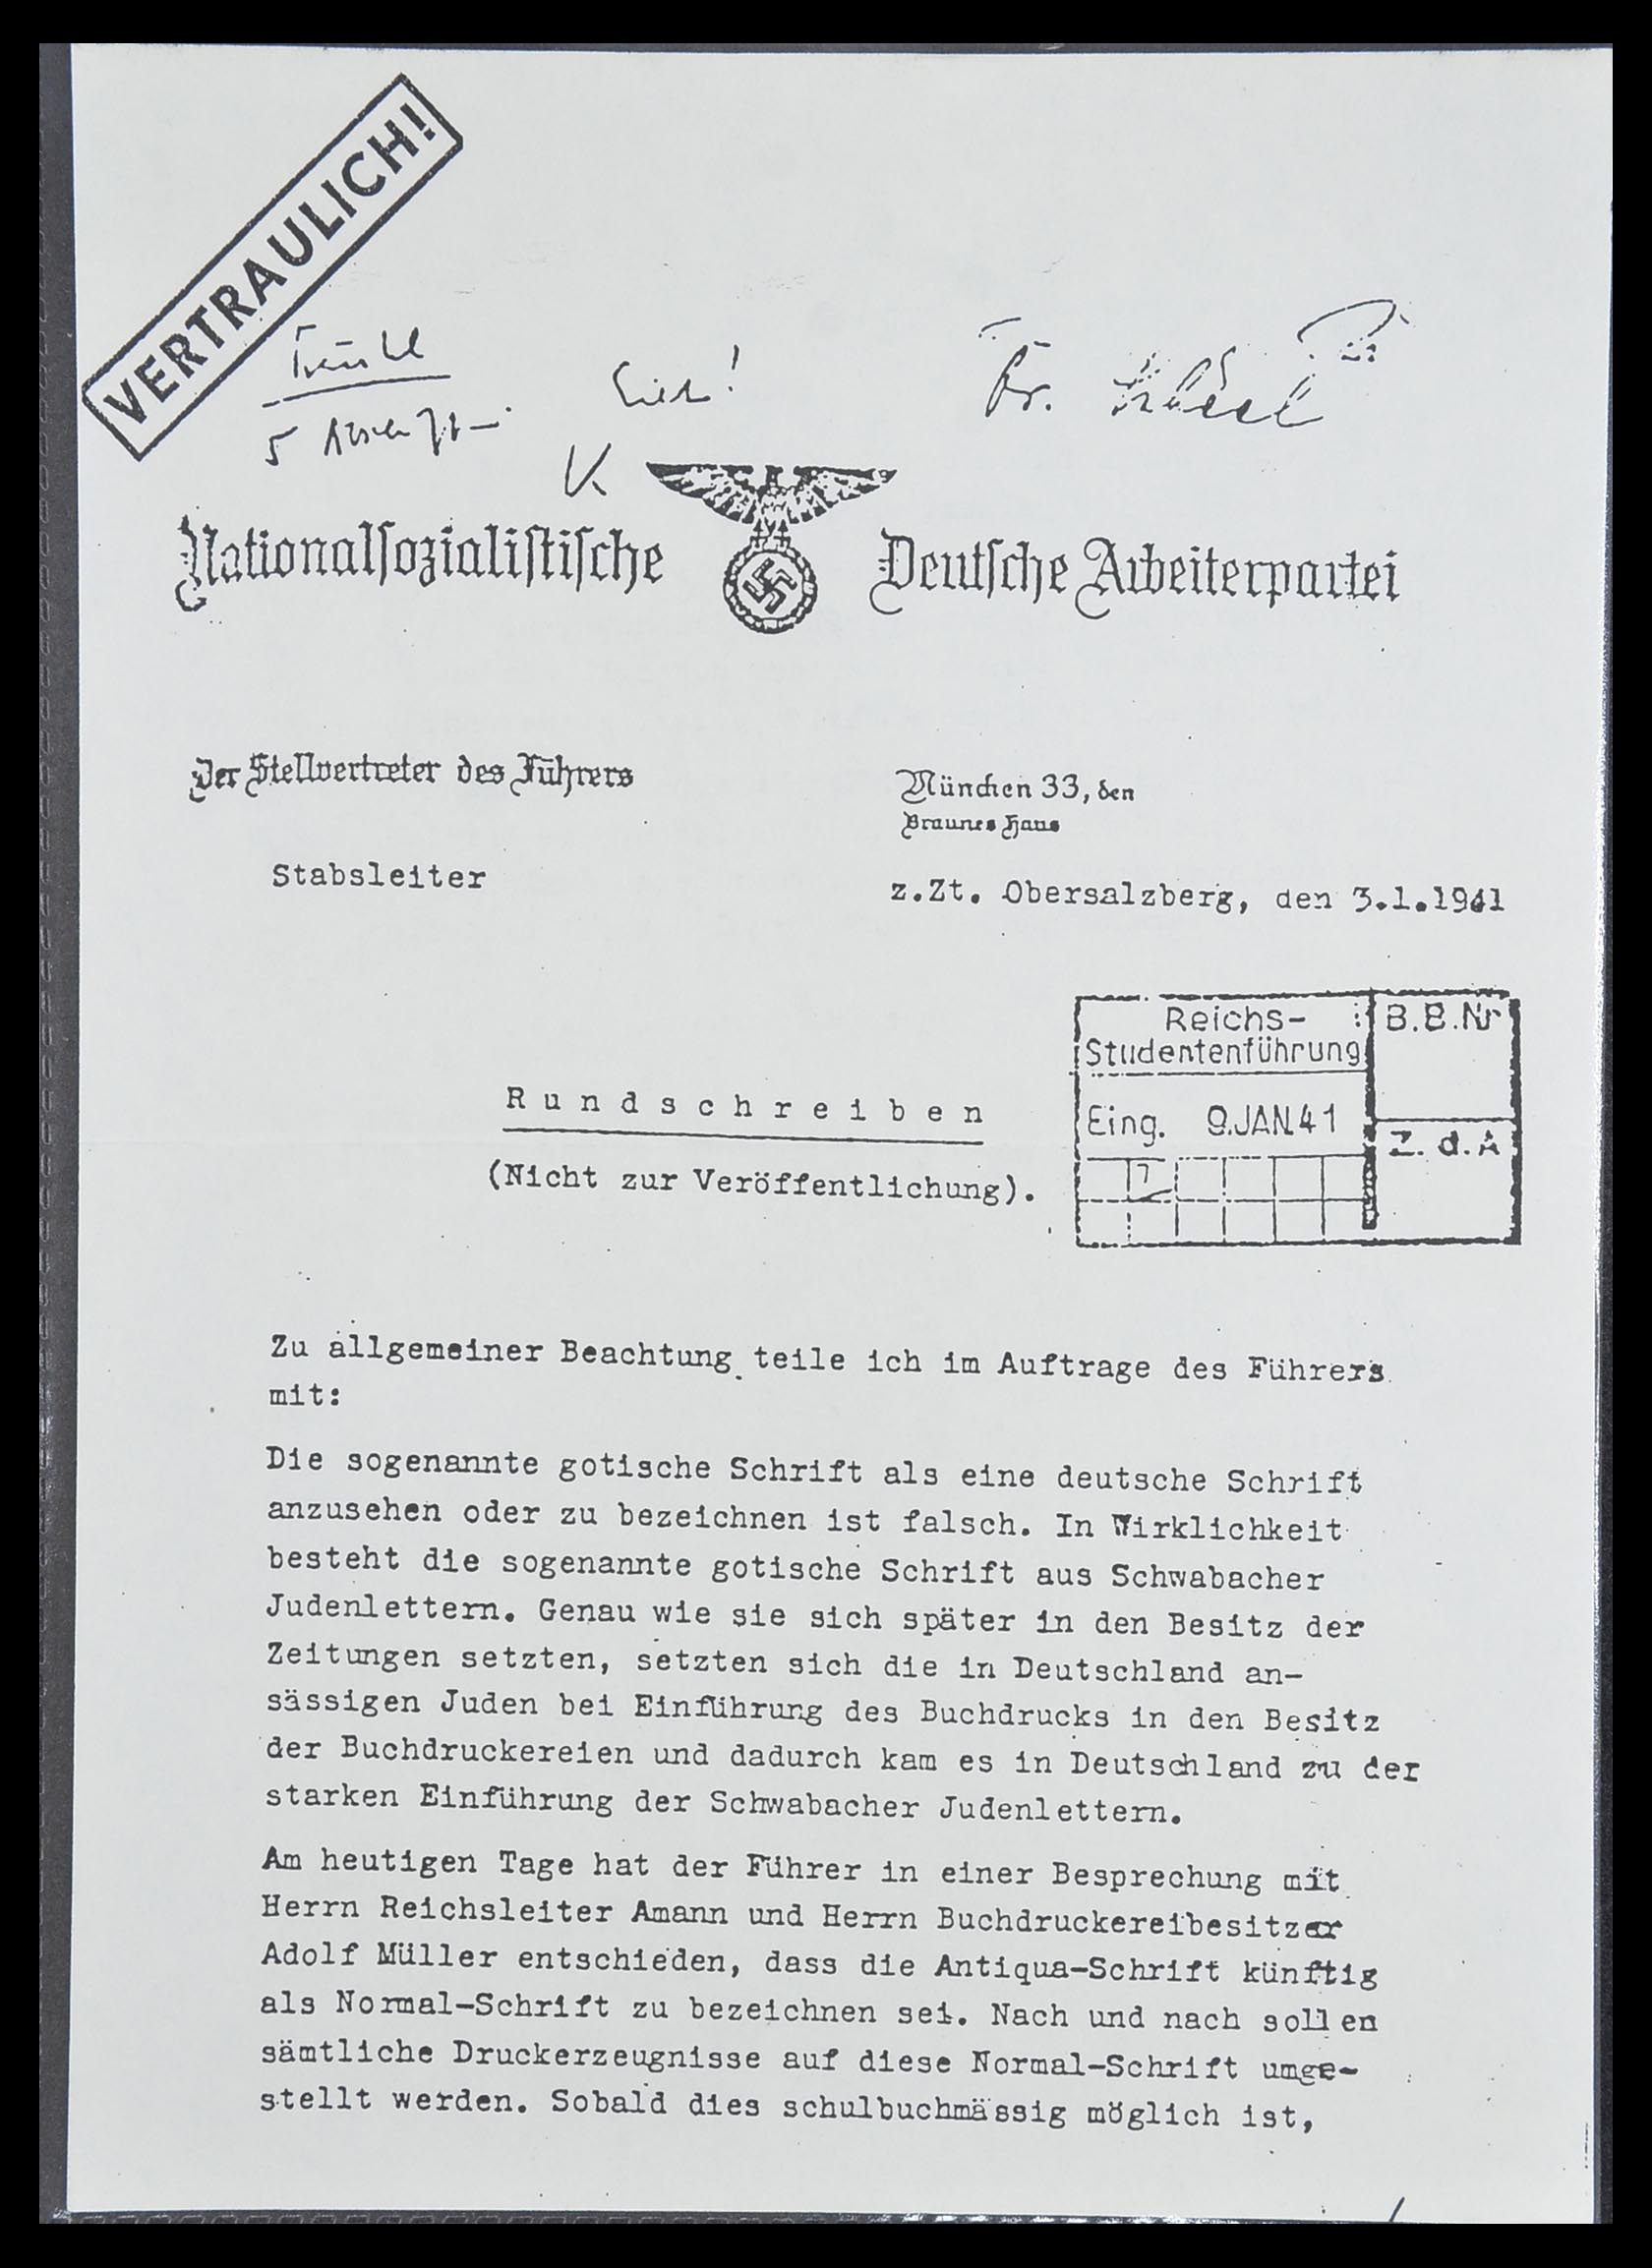 VERTRAULICH!
5
Dr.
Nationalsozialistische Deutsche Arbeiterpartei
Der Stellvertreter des Führers
München 33, den
Braunes Haus
Stabsleiter
z.Zt. Obersalzberg, den 3.1.1941
Reichs-
Studentenführung
B.B.Nr
Eing. 9.JAN.41
Z. d. A
Rundschreiben
(Nicht zur Veröffentlichung).
Zu allgemeiner Beachtung teile ich im Auftrage des Führers
mit:
Die sogenannte gotische Schrift als eine deutsche Schrift
anzusehen oder zu bezeichnen ist falsch. In Wirklichkeit
besteht die sogenannte gotische Schrift aus Schwabacher
Judenlettern. Genau wie sie sich später in den Besitz der
Zeitungen setzten, setzten sich die in Deutschland an-
sässigen Juden bei Einführung des Buchdrucks in den Besitz
der Buchdruckereien und dadurch kam es in Deutschland zu der
starken Einführung der Schwabacher Judenlettern.
Am heutigen Tage hat der Führer in einer Besprechung mit
Herrn Reichsleiter Amann und Herrn Buchdruckereibesitzer
Adolf Müller entschieden, dass die Antiqua-Schrift künftig
als Normal-Schrift zu bezeichnen sei. Nach und nach sollen
sämtliche Druckerzeugnisse auf diese Normal-Schrift umge-
stellt werden. Sobald dies schulbuchmässig möglich ist,